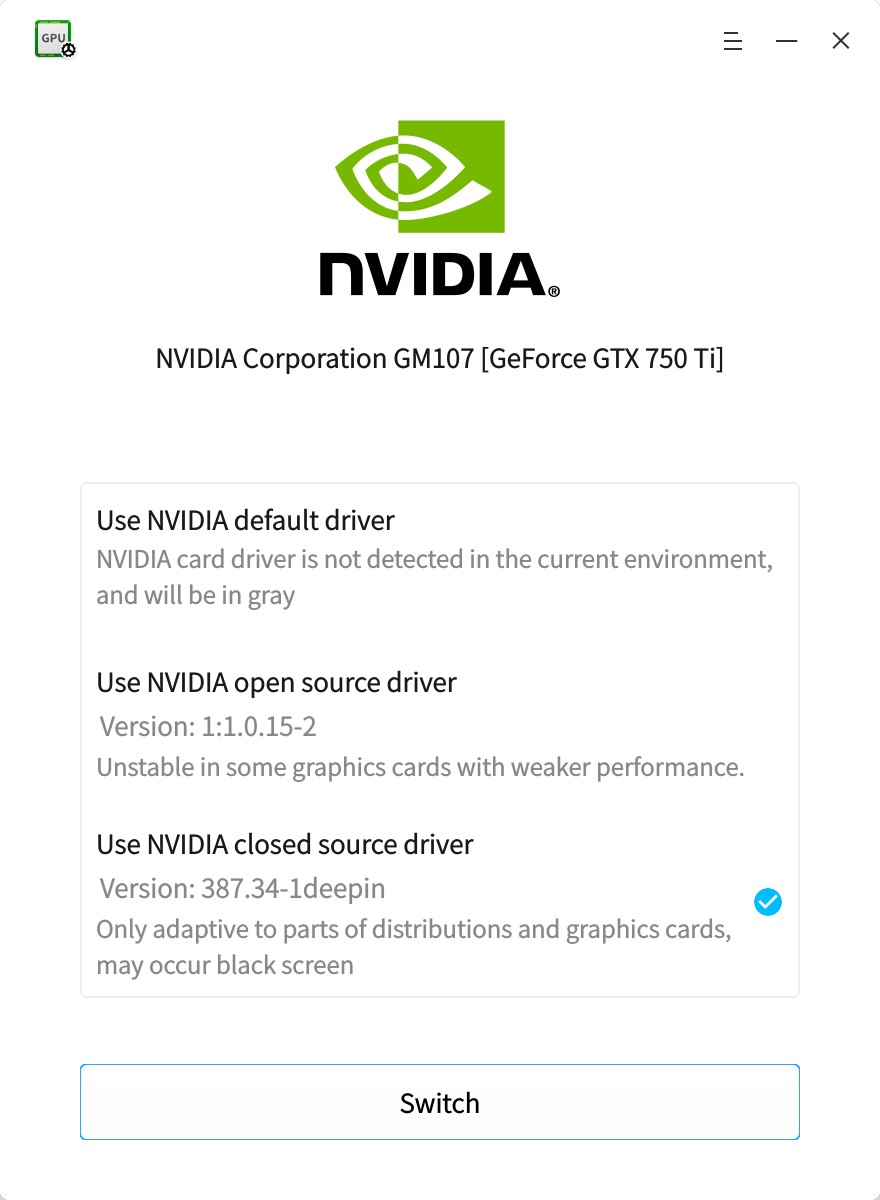 GPU
NVIDIA®
NVIDIA Corporation GM107 [GeForce GTX 750 Ti]
Use NVIDIA default driver
NVIDIA card driver is not detected in the current environment,
and will be in gray
Use NVIDIA open source driver
Version: 1:1.0.15-2
Unstable in some graphics cards with weaker performance.
Use NVIDIA closed source driver
Version: 387.34-1deepin
Only adaptive to parts of distributions and graphics cards,
may occur black screen
Switch